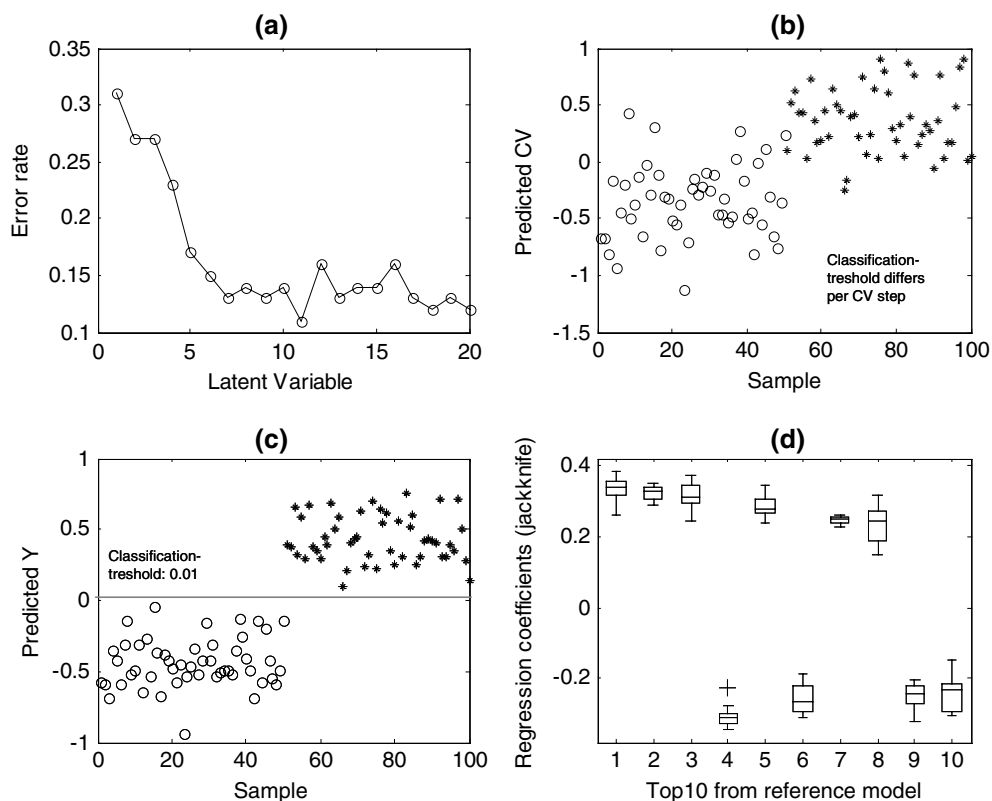 (a)
0.35
0.3
0.25
0.2
0.15
0.1
0 5 10 15 20
Error rate
Latent Variable
(b)
1
0.5
0
-0.5
-1
-1.5
0 20 40 60 80 100
Predicted CV
Sample
Classification-
treshold differs
per CV step
(c)
1
0.5
0
-0.5
-1
0 20 40 60 80 100
Predicted Y
Sample
Classification-
treshold: 0.01
(d)
0.4
0.2
0
-0.2
1 2 3 4 5 6 7 8 9 10
Regression coefficients (jackknife)
Top10 from reference model